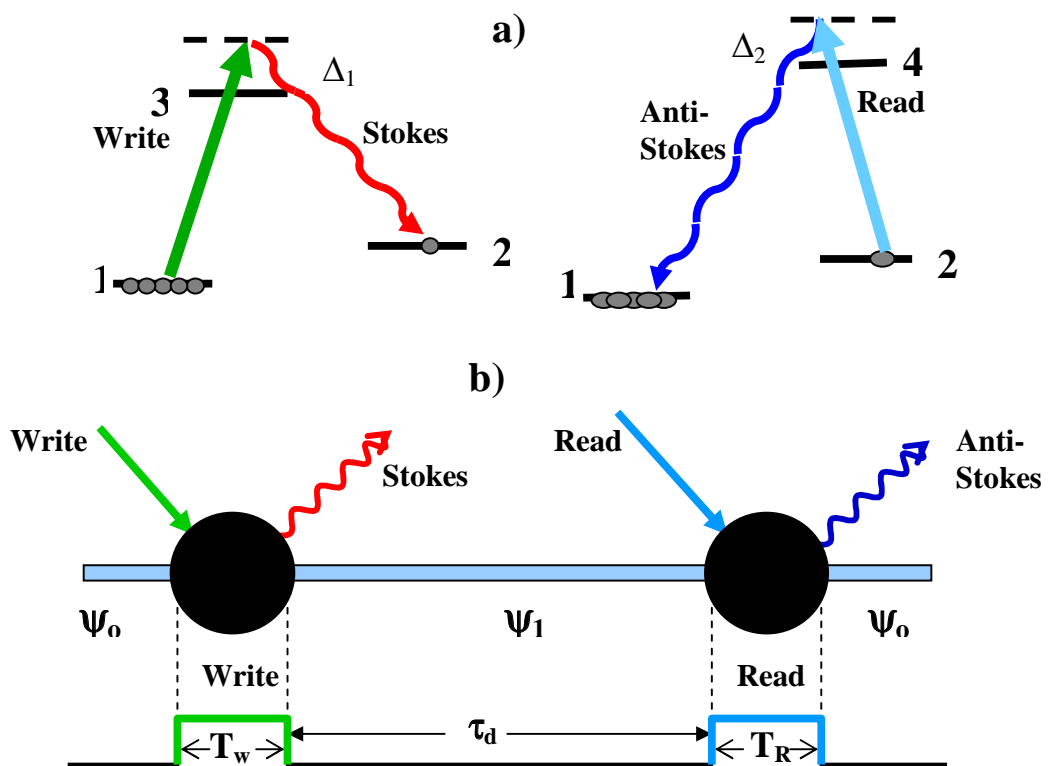 a)
Δ1
Δ2
3
4
Write
Stokes
Anti-
Stokes
Read
1
2
1
2
b)
Write
Stokes
Read
Anti-
Stokes
Ψo
Ψ1
Ψo
Write
Read
Tw
τd
TR